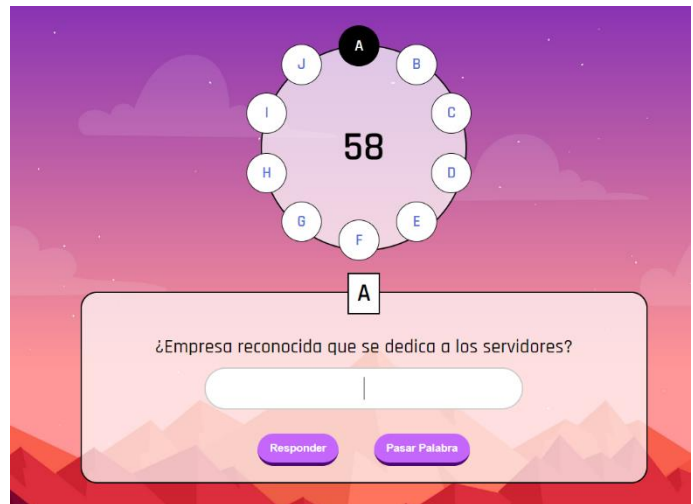 A
B
C
D
E
F
G
H
I
J
58
A
¿Empresa reconocida que se dedica a los servidores?
Responder
Pasar Palabra